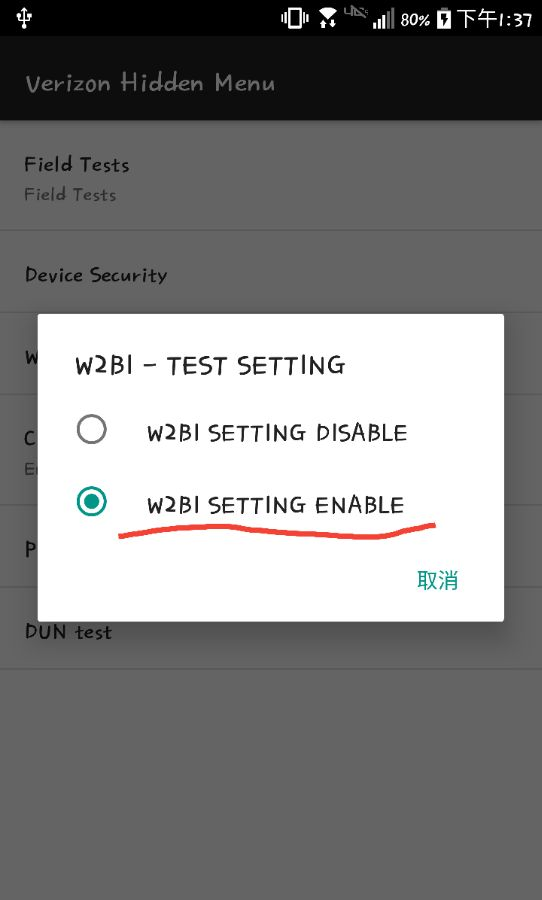 80% 下午1:37
Verizon Hidden Menu
Field Tests
Field Tests
Device Security
W2BI - TEST SETTING
W2BI SETTING DISABLE
W2BI SETTING ENABLE
取消
DUN test